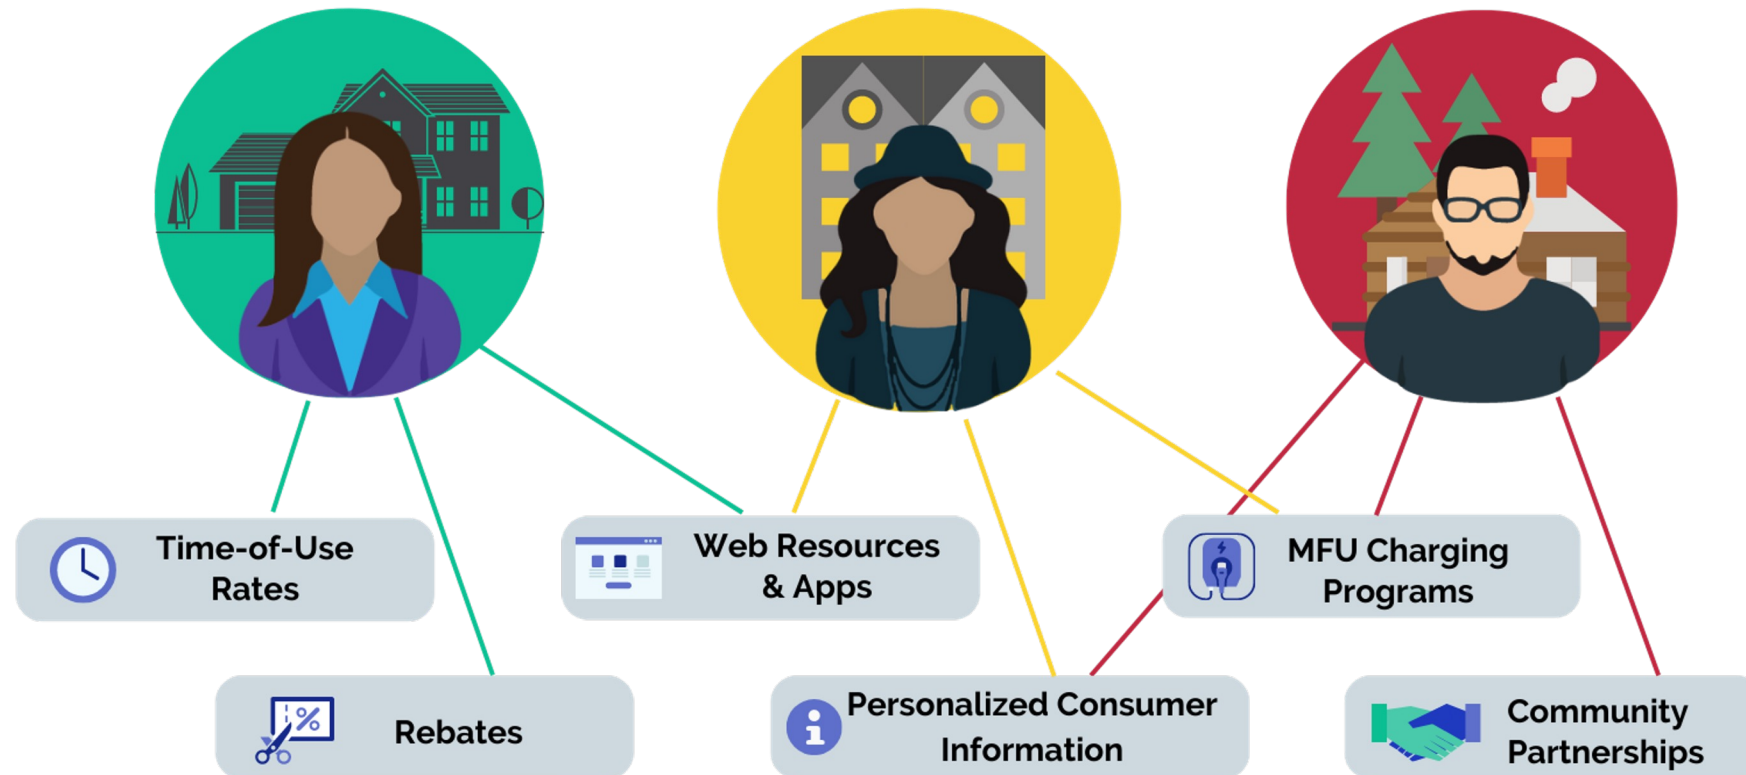 Time-of-Use
Rates
Web Resources
& Apps
MFU Charging
Programs
Rebates
Personalized Consumer
Information
Community
Partnerships